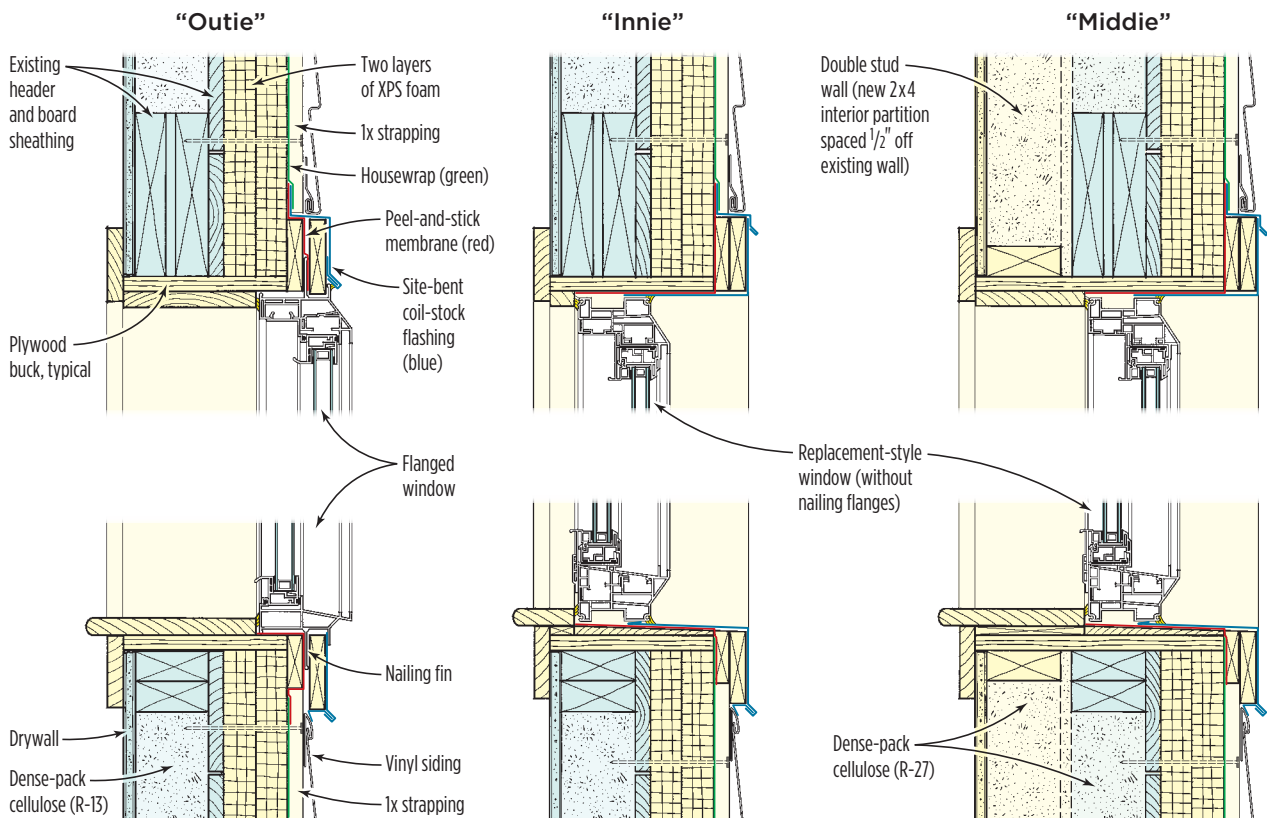 “Outie”
“Innie”
“Middie”
Existing
header
and board
sheathing
Two layers
of XPS foam
1x strapping
Housewrap (green)
Peel-and-stick
membrane (red)
Site-bent
coil-stock
flashing
(blue)
Plywood
buck, typical
Double stud
wall (new 2x4
interior partition
spaced 1/2" off
existing wall)
Flanged
window
Replacement-style
window (without
nailing flanges)
Nailing fin
Drywall
Vinyl siding
Dense-pack
cellulose (R-13)
1x strapping
Dense-pack
cellulose (R-27)